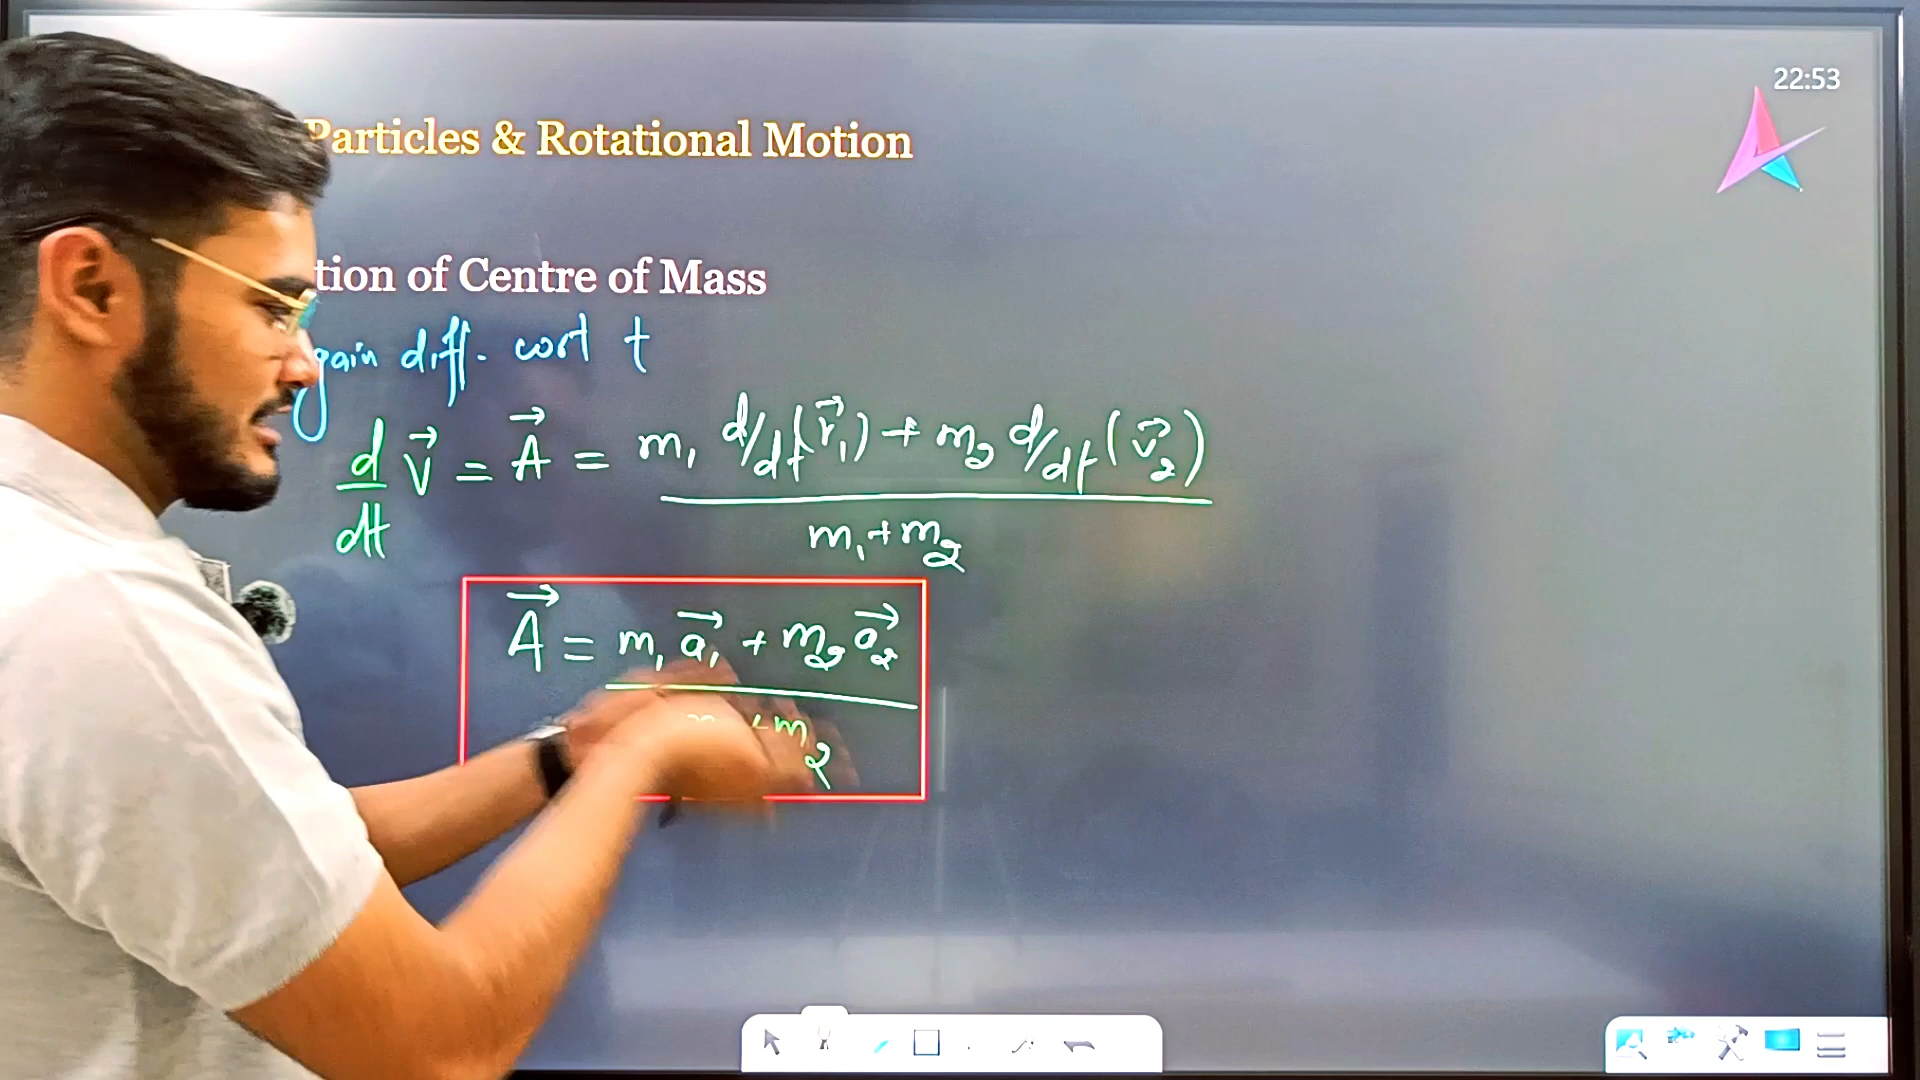 22:53
Particles & Rotational Motion
tion of Centre of Mass
gain diff. wrt t
d/dt V⃗ = A⃗ = m₁ d/dt(v⃗₁) + m₂ d/dt(v⃗₂)
m₁+m₂
A⃗ = m₁a⃗₁ + m₂a⃗₂
+m₂